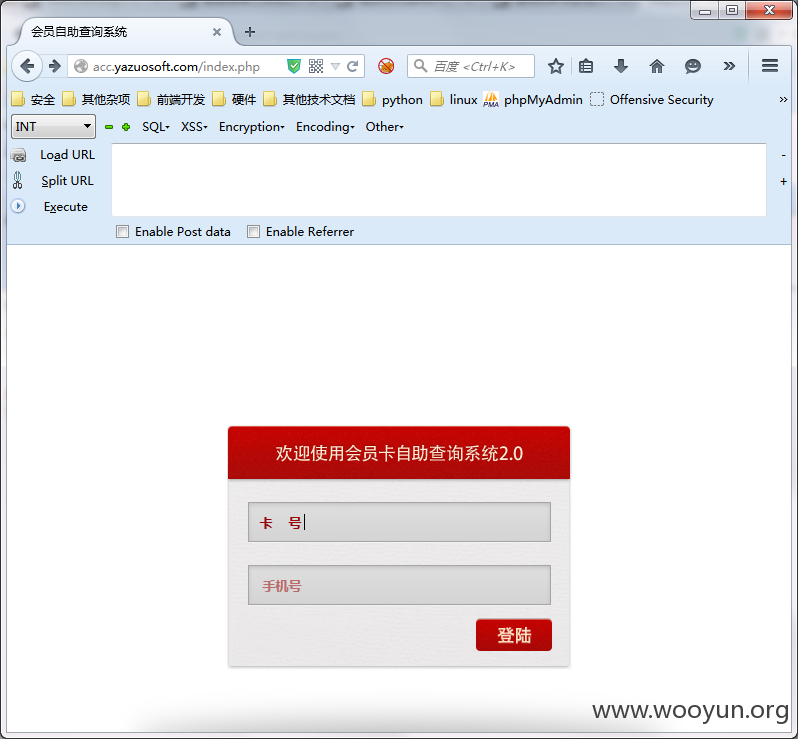 会员自助查询系统
acc.yazuosoft.com/index.php
百度 <Ctrl+K>
安全 其他杂项 前端开发 硬件 其他技术文档 python linux PMA phpMyAdmin Offensive Security
INT SQL XSS Encryption Encoding Other
Load URL
Split URL
Execute
Enable Post data Enable Referrer
欢迎使用会员卡自助查询系统2.0
卡 号
手机号
登陆
www.wooyun.org